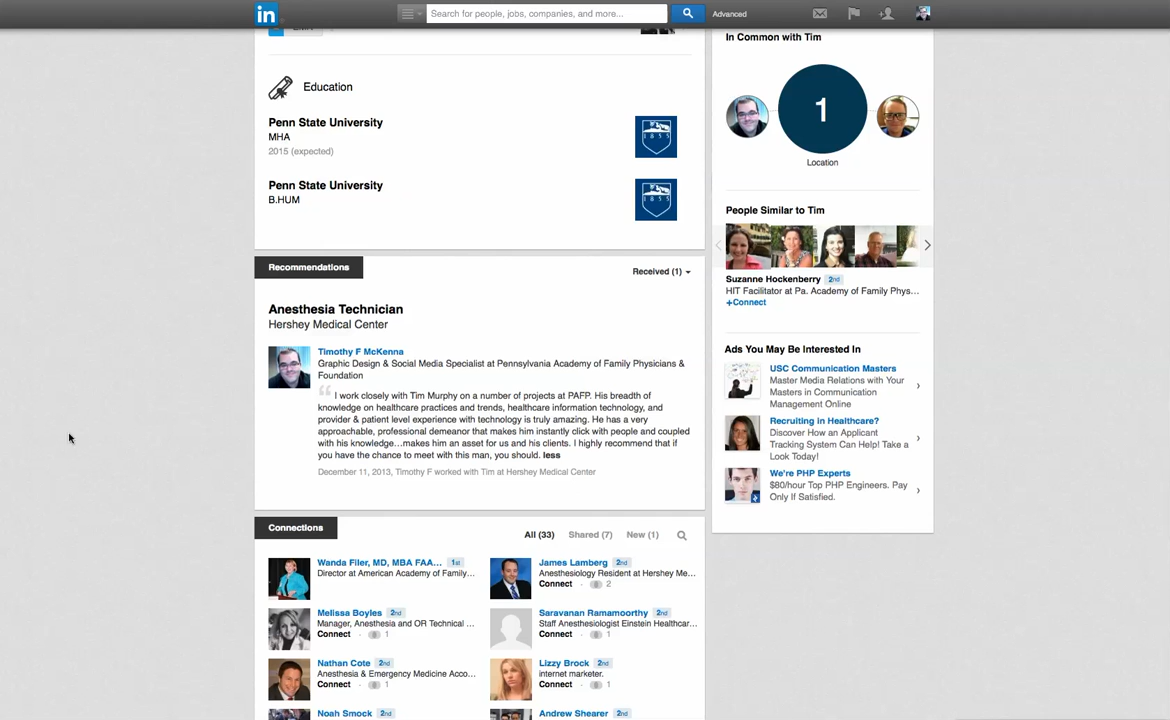 in
Search for people, jobs, companies, and more...
Advanced
Education
Penn State University
MHA
2015 (expected)
1855
Penn State University
B.HUM
1855
Recommendations
Received (1)
Anesthesia Technician
Hershey Medical Center
Timothy F McKenna
Graphic Design & Social Media Specialist at Pennsylvania Academy of Family Physicians &
Foundation
“ I work closely with Tim Murphy on a number of projects at PAFP. His breadth of
knowledge on healthcare practices and trends, healthcare information technology, and
provider & patient level experience with technology is truly amazing. He has a very
approachable, professional demeanor that makes him instantly click with people and coupled
with his knowledge...makes him an asset for us and his clients. I highly recommend that if
you have the chance to meet with this man, you should. less
December 11, 2013, Timothy F worked with Tim at Hershey Medical Center
Connections
All (33) Shared (7) New (1)
Wanda Filer, MD, MBA FAA... 1st
Director at American Academy of Family...
James Lamberg 2nd
Anesthesiology Resident at Hershey Me...
Connect · 2
Melissa Boyles 2nd
Manager, Anesthesia and OR Technical ...
Connect · 1
Saravanan Ramamoorthy 2nd
Staff Anesthesiologist Einstein Healthcar...
Connect · 1
Nathan Cote 2nd
Anesthesia & Emergency Medicine Acco...
Connect · 1
Lizzy Brock 2nd
internet marketer.
Connect · 1
Noah Smock 2nd
Andrew Shearer 2nd
In Common with Tim
1
Location
People Similar to Tim
Suzanne Hockenberry 2nd
HIT Facilitator at Pa. Academy of Family Phys...
+Connect
Ads You May Be Interested In
USC Communication Masters
Master Media Relations with Your
Masters in Communication
Management Online
Recruiting in Healthcare?
Discover How an Applicant
Tracking System Can Help! Take a
Look Today!
We're PHP Experts
$80/hour Top PHP Engineers. Pay
Only If Satisfied.